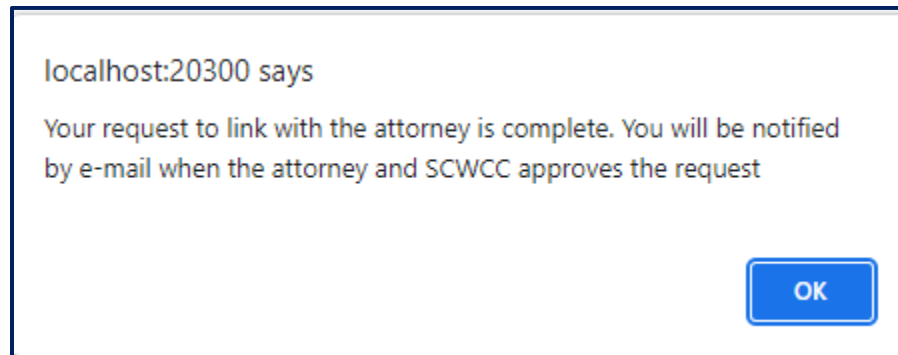 localhost:20300 says
Your request to link with the attorney is complete. You will be notified
by e-mail when the attorney and SCWCC approves the request
OK